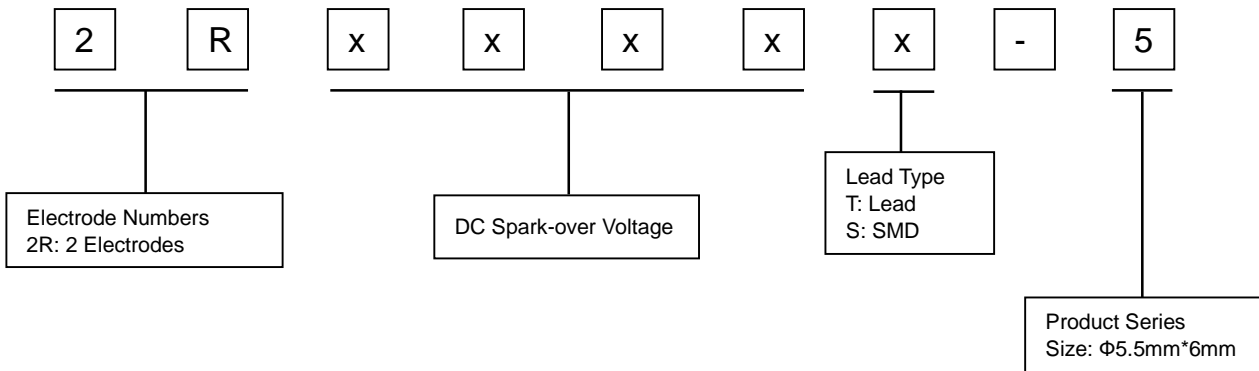 2 R x x x x x - 5
Electrode Numbers
2R: 2 Electrodes
DC Spark-over Voltage
Lead Type
T: Lead
S: SMD
Product Series
Size: Φ5.5mm*6mm